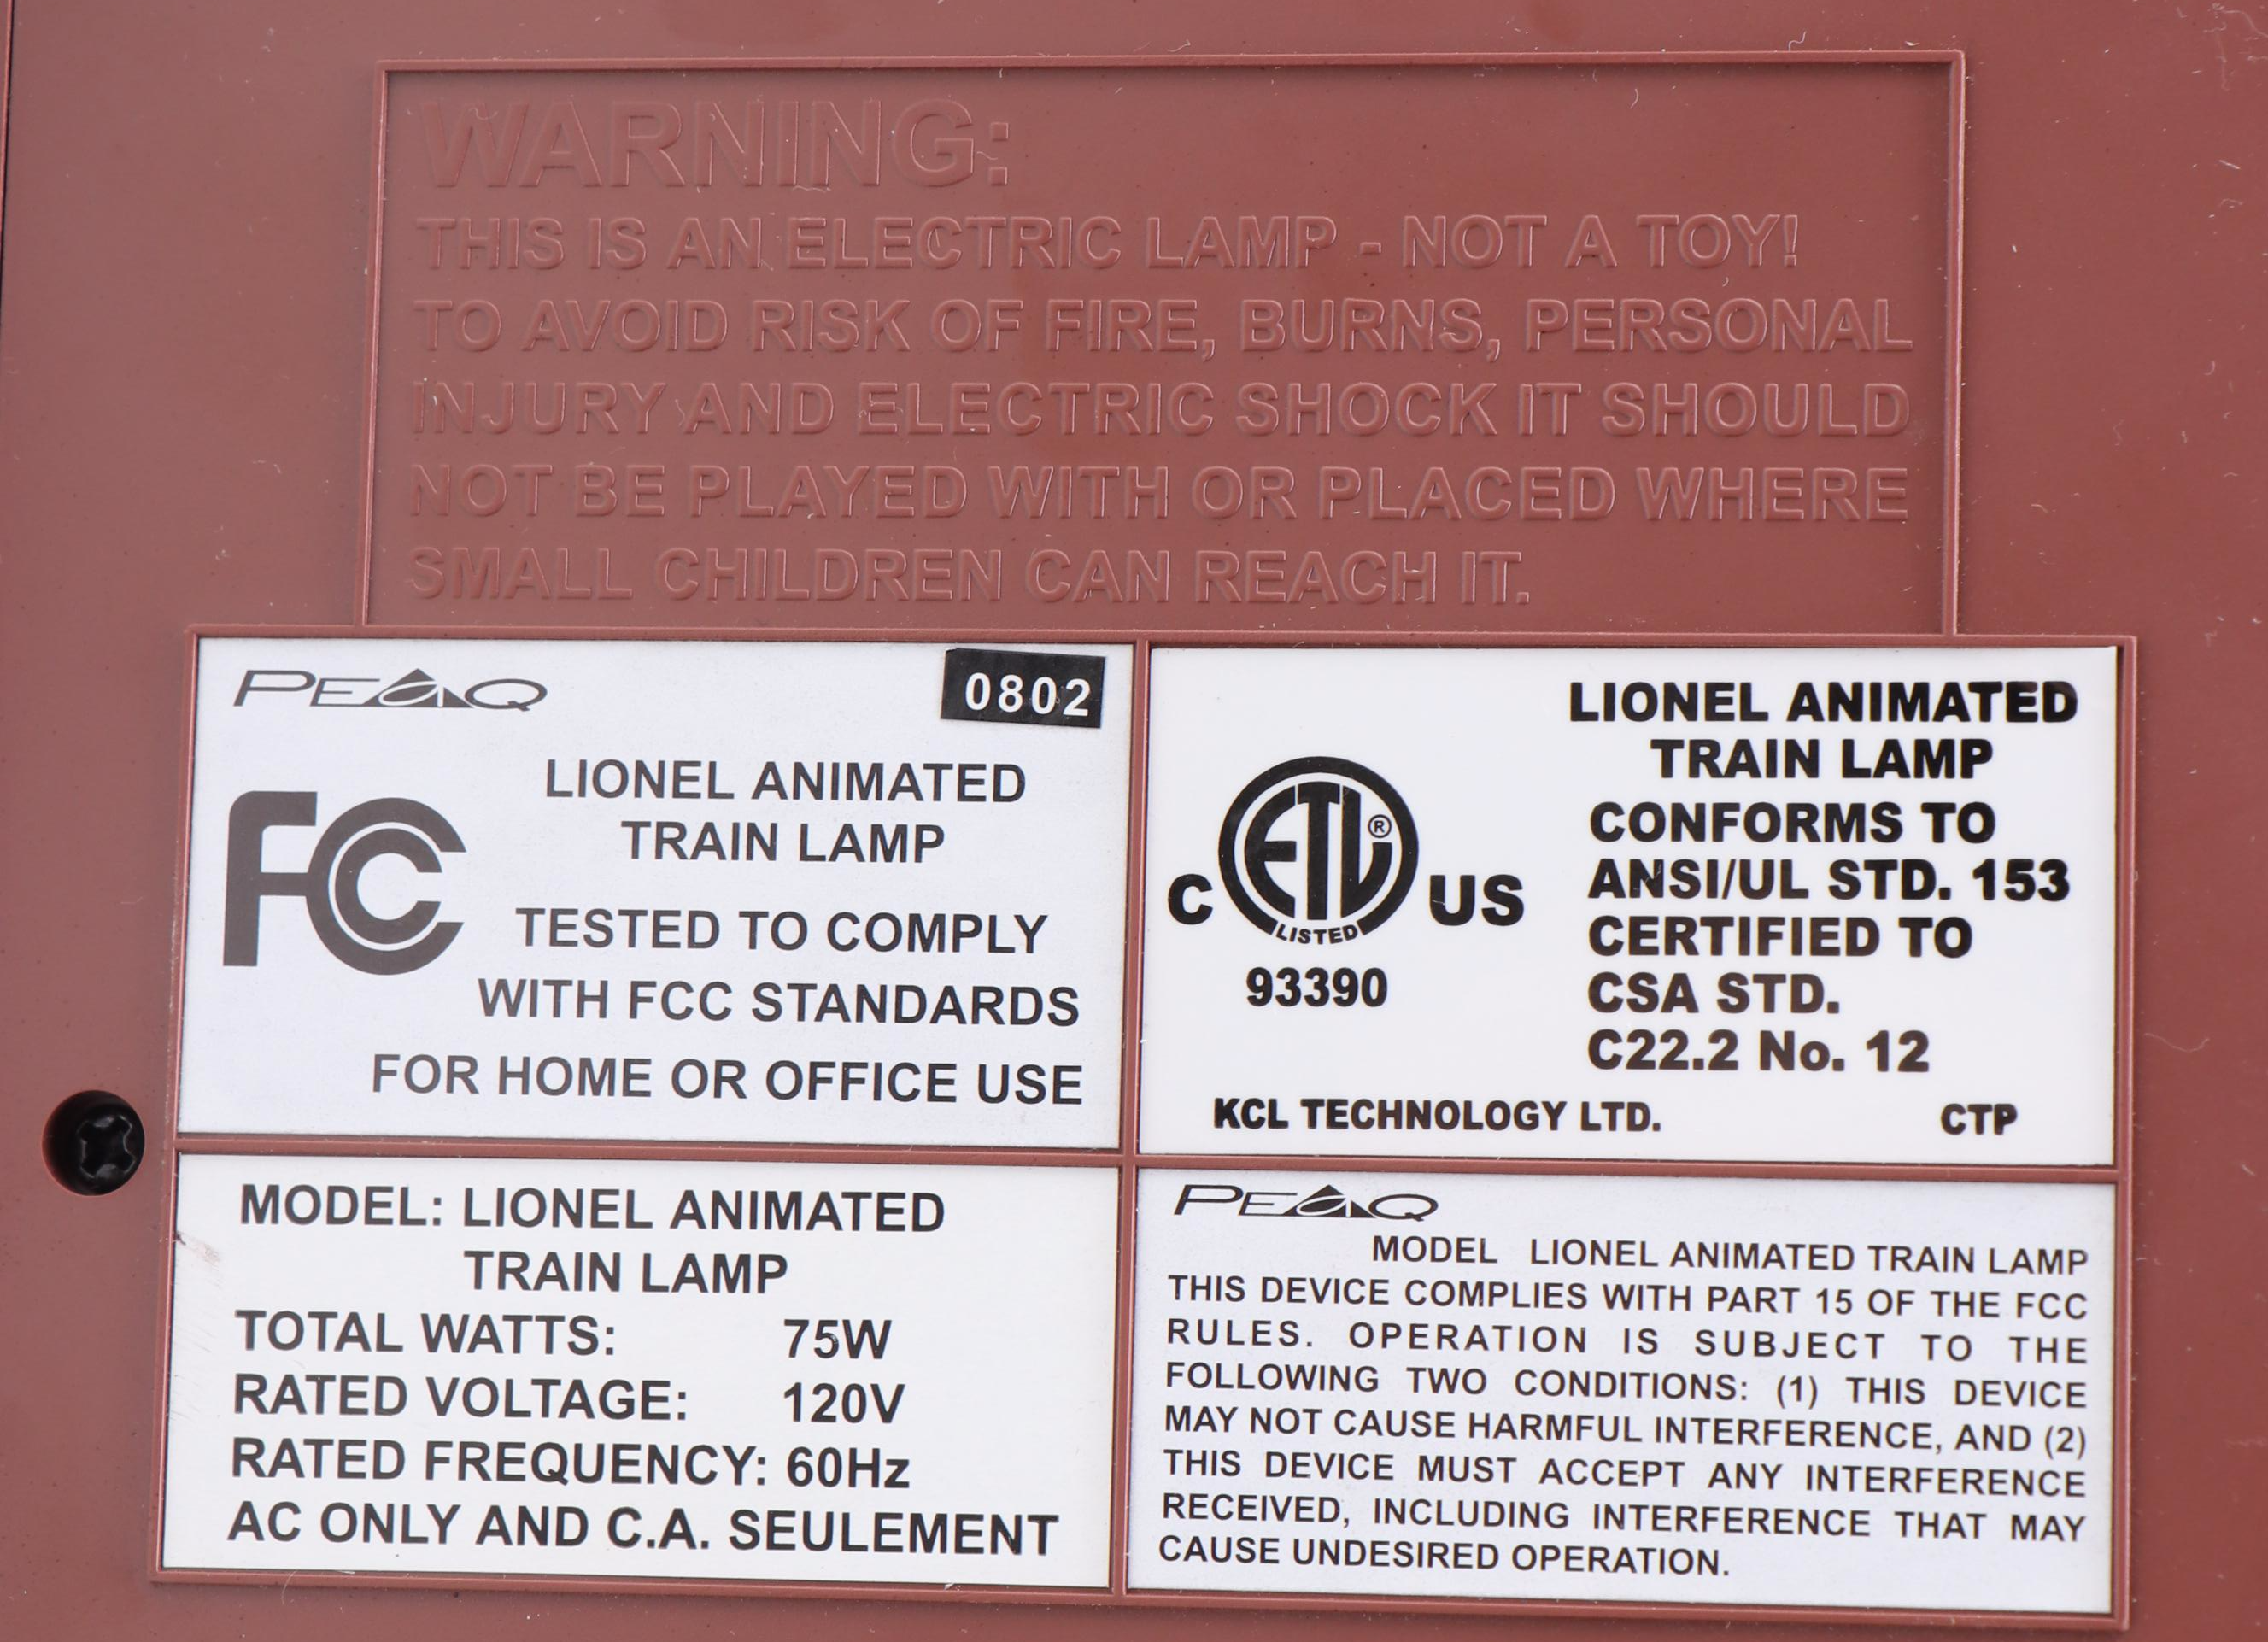 WARNING:
THIS IS AN ELECTRIC LAMP - NOT A TOY!
TO AVOID RISK OF FIRE, BURNS, PERSONAL
INJURY AND ELECTRIC SHOCK IT SHOULD
NOT BE PLAYED WITH OR PLACED WHERE
SMALL CHILDREN CAN REACH IT.
PEAQ
0802
LIONEL ANIMATED
TRAIN LAMP
FC
TESTED TO COMPLY
WITH FCC STANDARDS
FOR HOME OR OFFICE USE
LIONEL ANIMATED
TRAIN LAMP
CONFORMS TO
ANSI/UL STD. 153
CERTIFIED TO
CSA STD.
C22.2 No. 12
C ETL® US
LISTED
93390
KCL TECHNOLOGY LTD. CTP
MODEL: LIONEL ANIMATED
TRAIN LAMP
TOTAL WATTS: 75W
RATED VOLTAGE: 120V
RATED FREQUENCY: 60Hz
AC ONLY AND C.A. SEULEMENT
PEAQ
MODEL LIONEL ANIMATED TRAIN LAMP
THIS DEVICE COMPLIES WITH PART 15 OF THE FCC
RULES. OPERATION IS SUBJECT TO THE
FOLLOWING TWO CONDITIONS: (1) THIS DEVICE
MAY NOT CAUSE HARMFUL INTERFERENCE, AND (2)
THIS DEVICE MUST ACCEPT ANY INTERFERENCE
RECEIVED, INCLUDING INTERFERENCE THAT MAY
CAUSE UNDESIRED OPERATION.